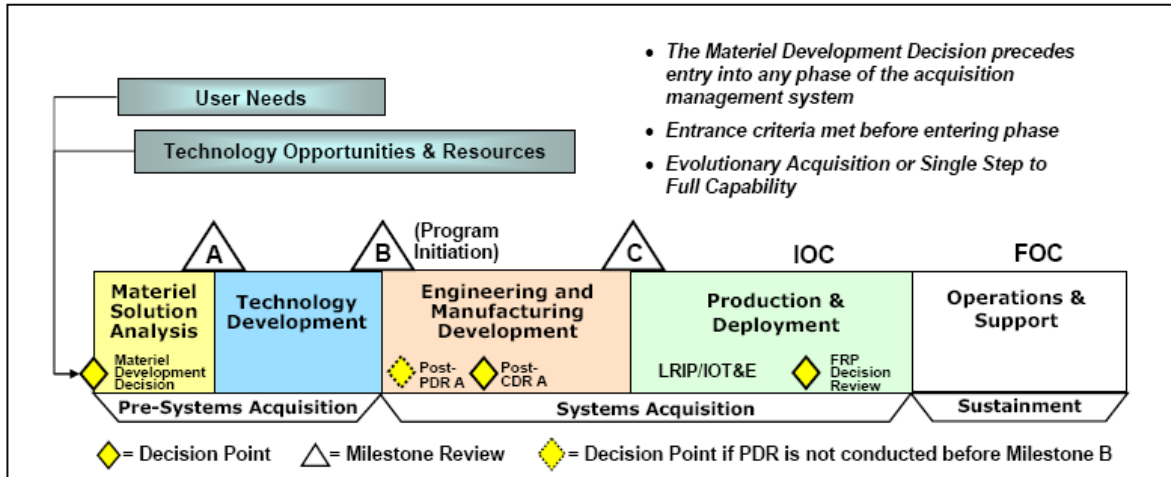 User Needs
Technology Opportunities & Resources
• The Materiel Development Decision precedes
entry into any phase of the acquisition
management system
• Entrance criteria met before entering phase
• Evolutionary Acquisition or Single Step to
Full Capability
A
B
(Program
Initiation)
C
IOC
FOC
Materiel
Solution
Analysis
Technology
Development
Engineering and
Manufacturing
Development
Production &
Deployment
Operations &
Support
Materiel
Development
Decision
Post-
PDR A
Post-
CDR A
LRIP/IOT&E
FRP
Decision
Review
Pre-Systems Acquisition
Systems Acquisition
Sustainment
= Decision Point
= Milestone Review
= Decision Point if PDR is not conducted before Milestone B